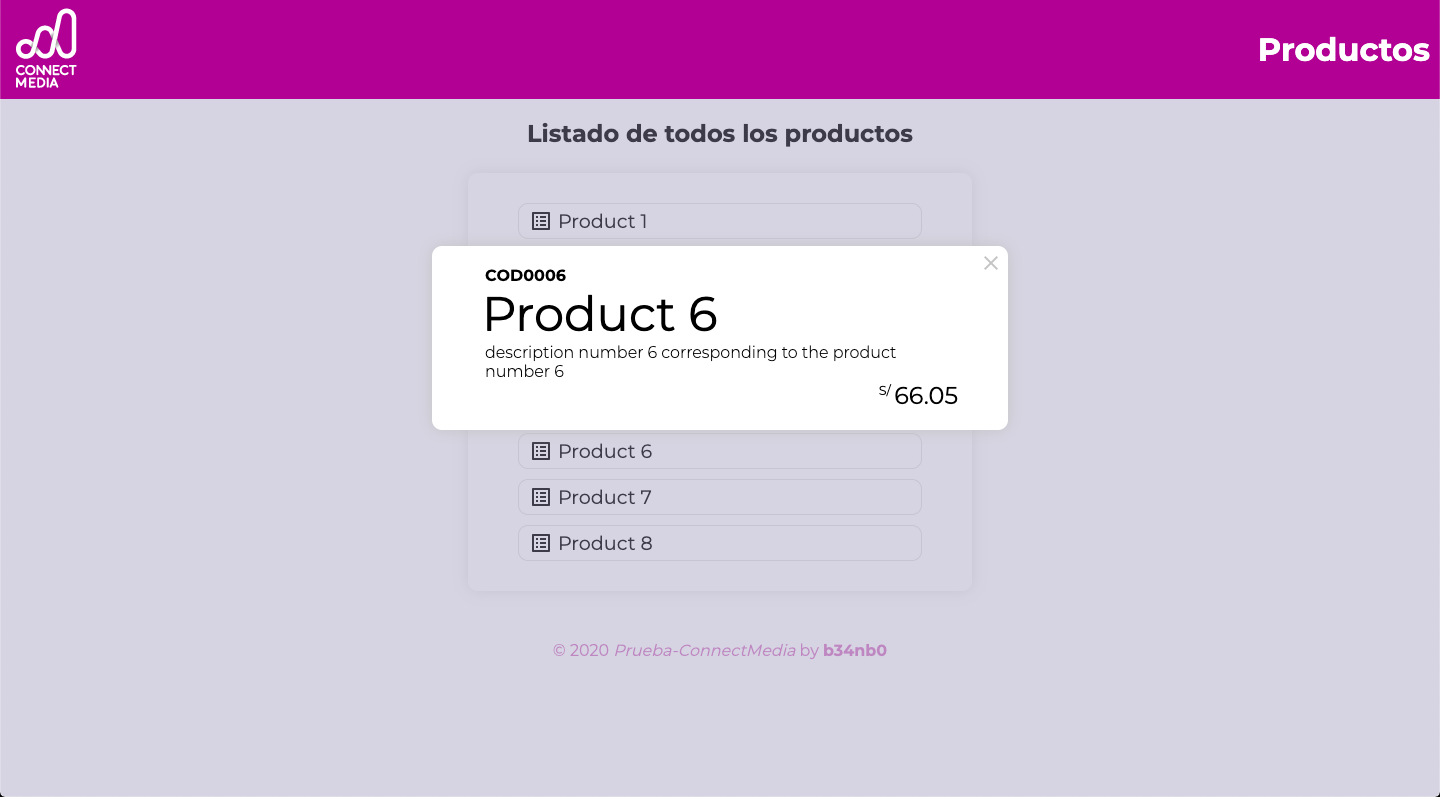 CONNECT
MEDIA
Productos
Listado de todos los productos
Product 1
COD0006
Product 6
description number 6 corresponding to the product
number 6
S/ 66.05
Product 6
Product 7
Product 8
© 2020 Prueba-ConnectMedia by b34nb0